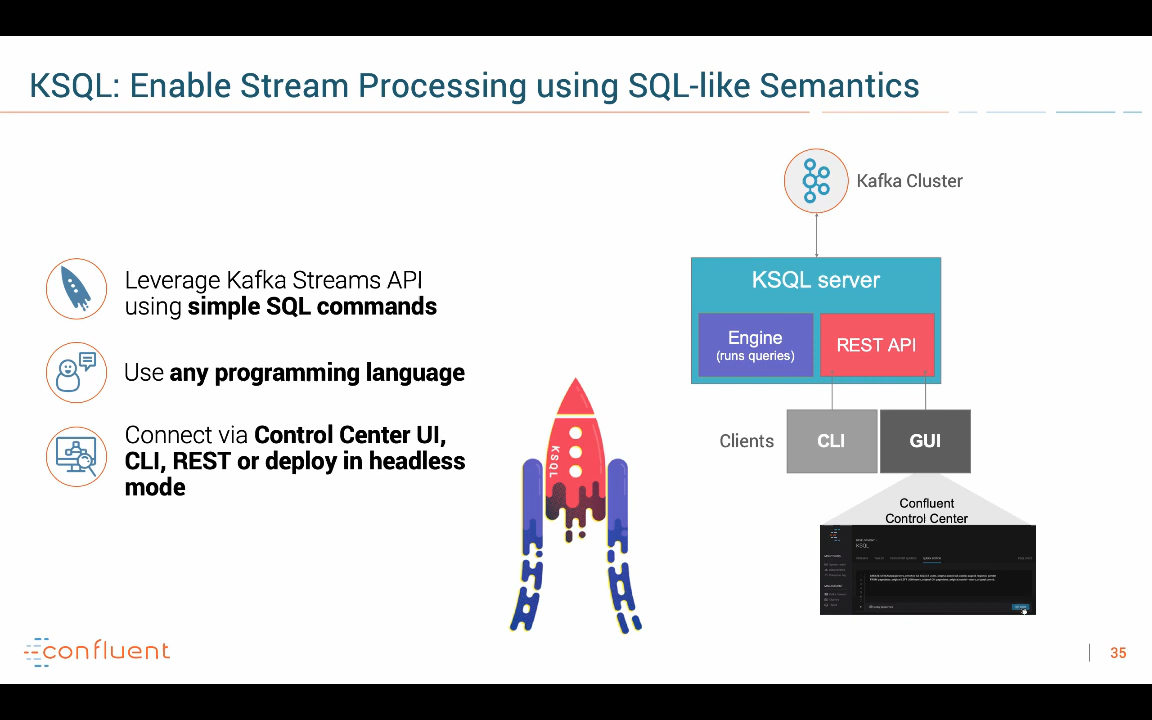 KSQL: Enable Stream Processing using SQL-like Semantics
Kafka Cluster
Leverage Kafka Streams API
using simple SQL commands
Use any programming language
Connect via Control Center UI,
CLI, REST or deploy in headless
mode
KSQL
KSQL server
Engine
(runs queries)
REST API
Clients
CLI
GUI
Confluent
Control Center
KSQL
confluent
35